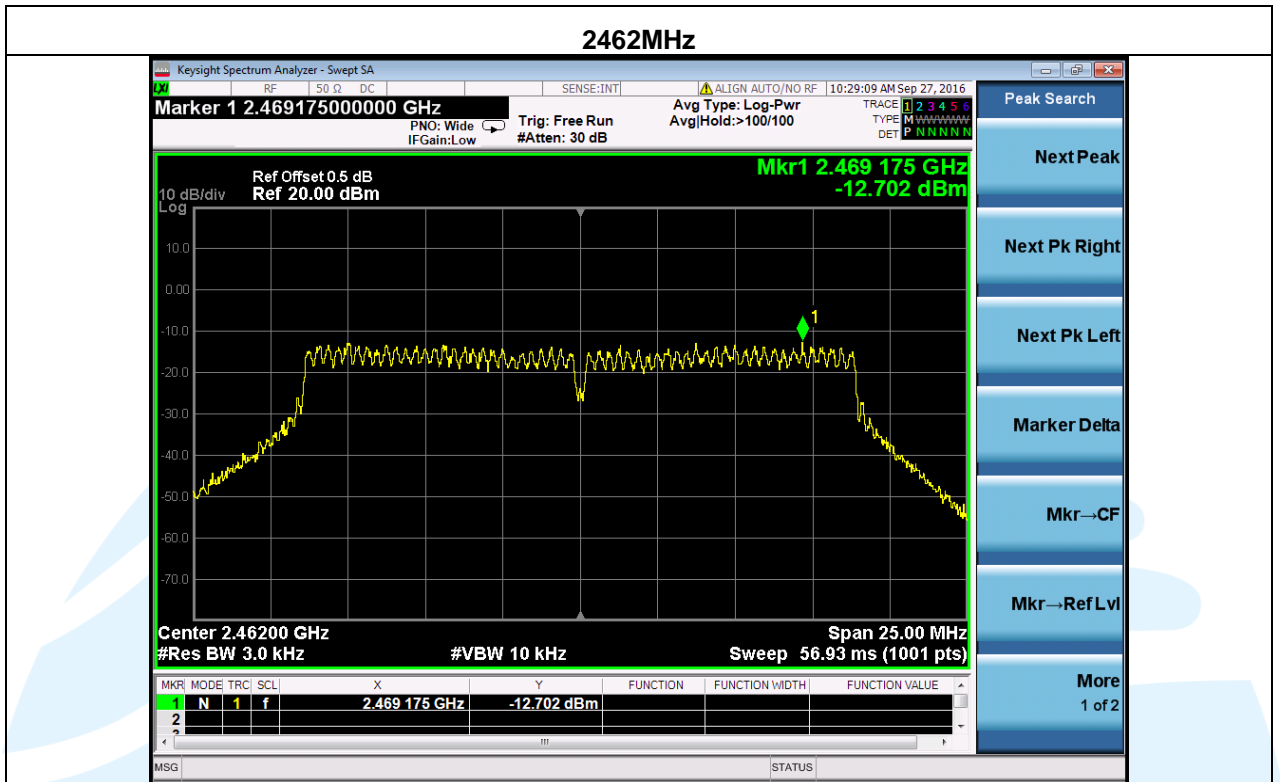 2462MHz
Keysight Spectrum Analyzer - Swept SA
LXI RF 50 Ω DC SENSE:INT ALIGN AUTO/NO RF 10:29:09 AM Sep 27, 2016
Marker 1 2.469175000000 GHz
PNO: Wide
IFGain:Low
Trig: Free Run
#Atten: 30 dB
Avg Type: Log-Pwr
Avg|Hold:>100/100
TRACE 1 2 3 4 5 6
TYPE M WWWWW
DET P N N N N N
Mkr1 2.469 175 GHz
-12.702 dBm
Ref Offset 0.5 dB
10 dB/div Ref 20.00 dBm
Log
10.0
0.00
-10.0
-20.0
-30.0
-40.0
-50.0
-60.0
-70.0
1
Center 2.46200 GHz Span 25.00 MHz
#Res BW 3.0 kHz #VBW 10 kHz Sweep 56.93 ms (1001 pts)
MKR MODE TRC SCL X Y FUNCTION FUNCTION WIDTH FUNCTION VALUE
1 N 1 f 2.469 175 GHz -12.702 dBm
2
MSG STATUS
Peak Search
Next Peak
Next Pk Right
Next Pk Left
Marker Delta
Mkr→CF
Mkr→Ref Lvl
More
1 of 2